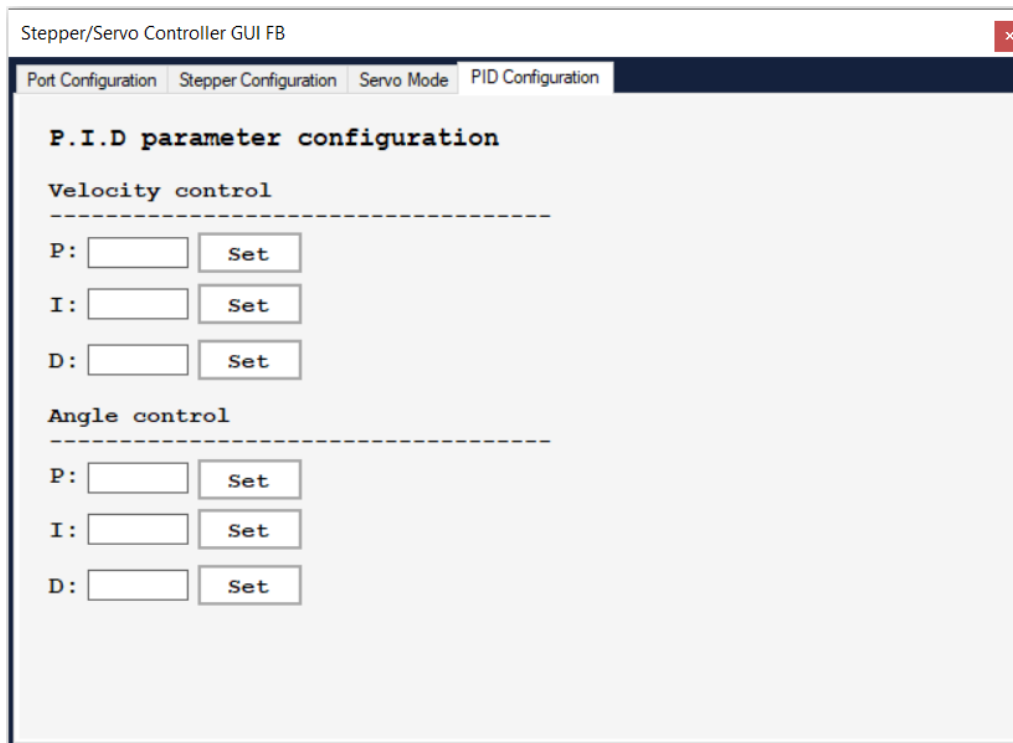 Stepper/Servo Controller GUI FB
×
Port Configuration Stepper Configuration Servo Mode PID Configuration
P.I.D parameter configuration
Velocity control
------------------------------------
P: Set
I: Set
D: Set
Angle control
------------------------------------
P: Set
I: Set
D: Set